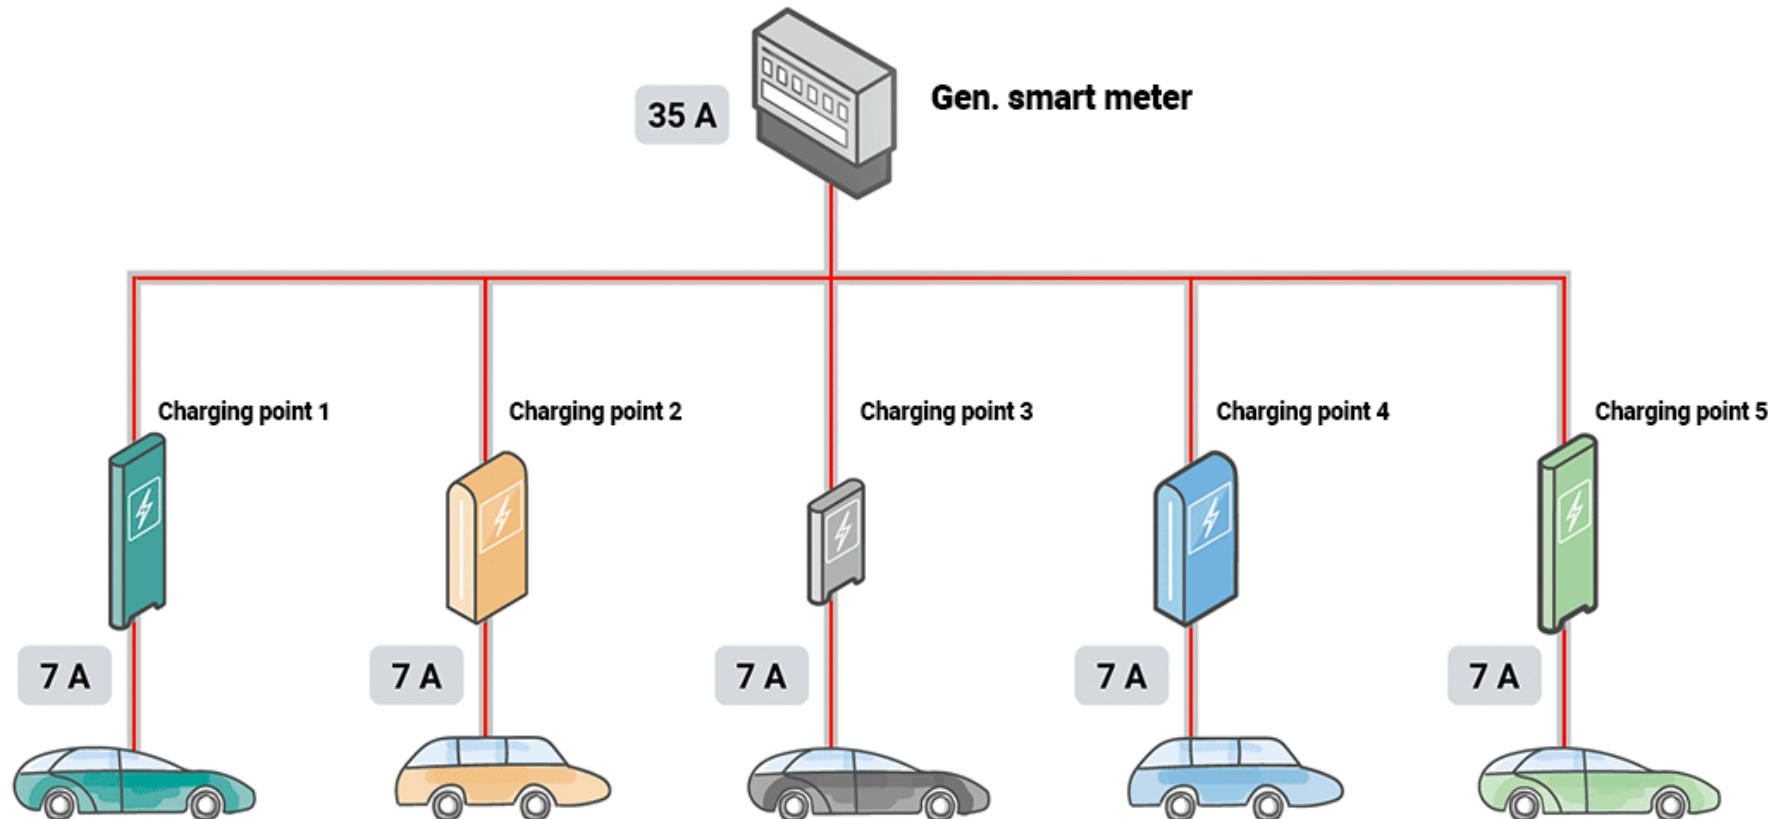 35 A
Gen. smart meter
Charging point 1
Charging point 2
Charging point 3
Charging point 4
Charging point 5
7 A
7 A
7 A
7 A
7 A